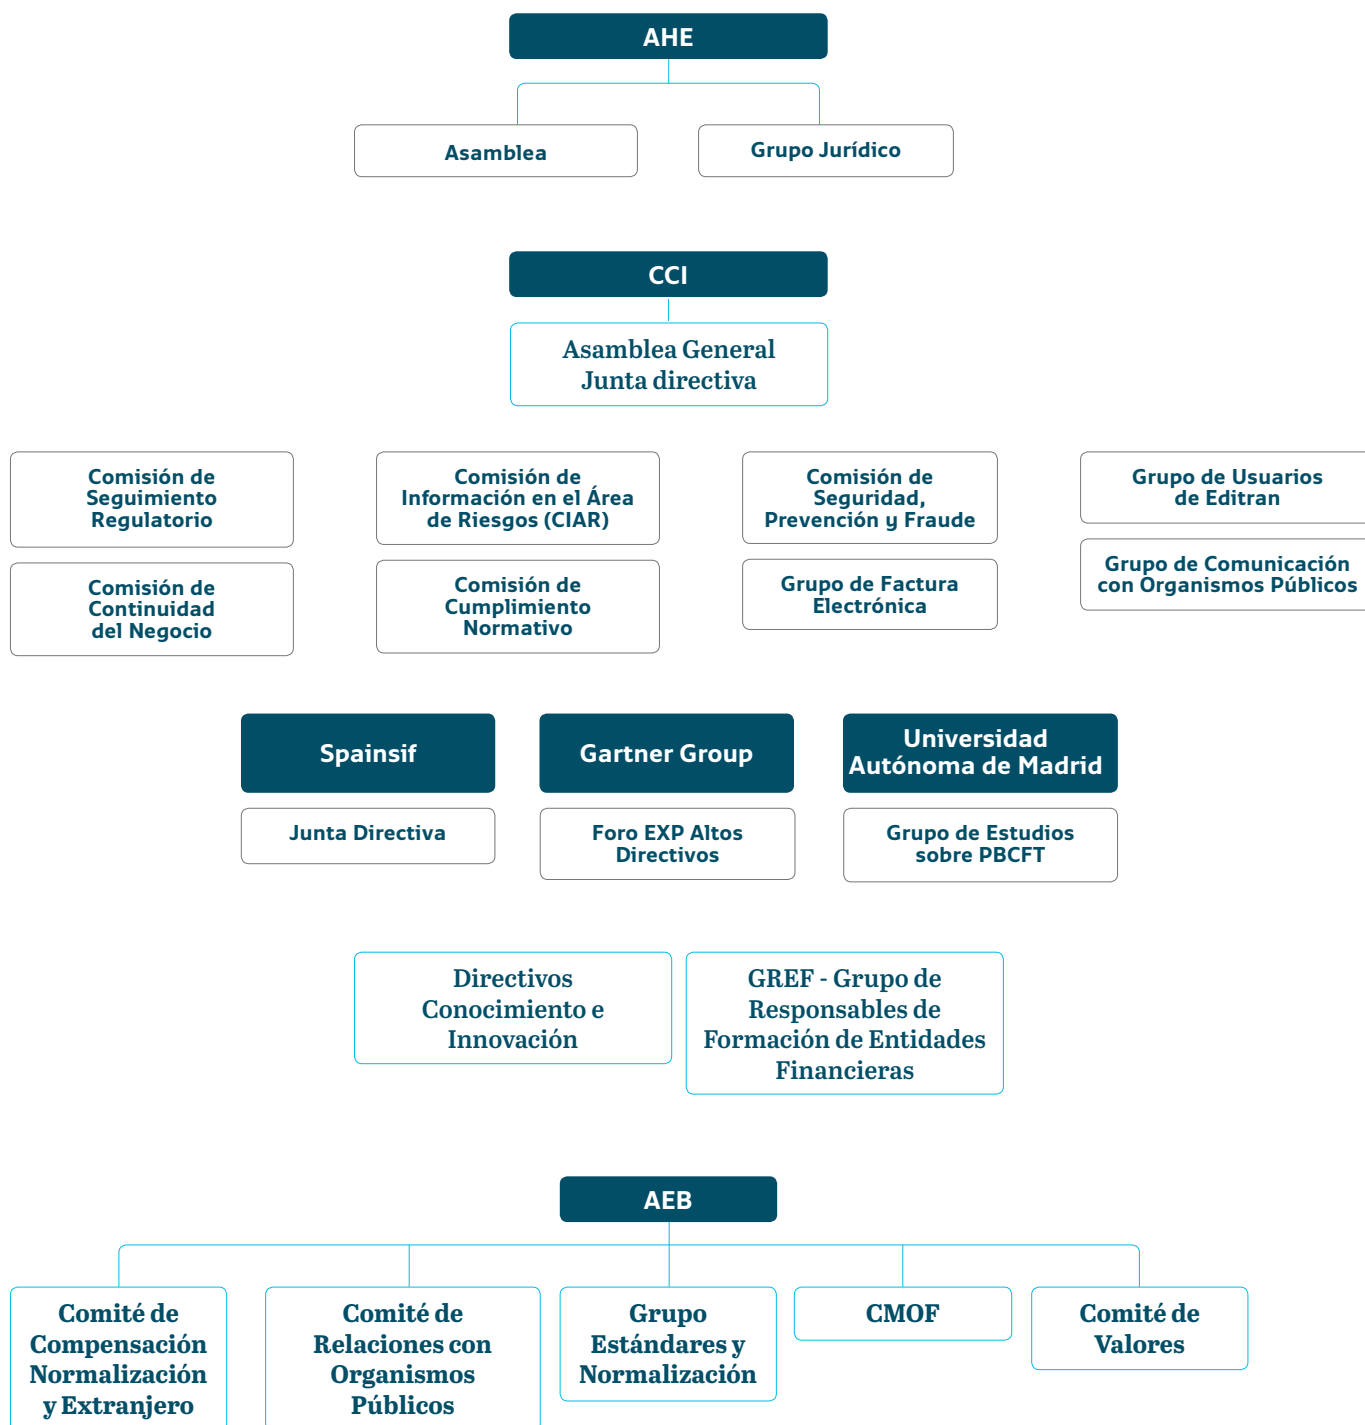 AHE
Asamblea
Grupo Jurídico
CCI
Asamblea General
Junta directiva
Comisión de
Seguimiento
Regulatorio
Comisión de
Información en el Área
de Riesgos (CIAR)
Comisión de
Seguridad,
Prevención y Fraude
Grupo de Usuarios
de Editran
Comisión de
Continuidad
del Negocio
Comisión de
Cumplimiento
Normativo
Grupo de Factura
Electrónica
Grupo de Comunicación
con Organismos Públicos
Spainsif
Gartner Group
Universidad
Autónoma de Madrid
Junta Directiva
Foro EXP Altos
Directivos
Grupo de Estudios
sobre PBCFT
Directivos
Conocimiento e
Innovación
GREF - Grupo de
Responsables de
Formación de Entidades
Financieras
AEB
Comité de
Compensación
Normalización
y Extranjero
Comité de
Relaciones con
Organismos
Públicos
Grupo
Estándares y
Normalización
CMOF
Comité de
Valores